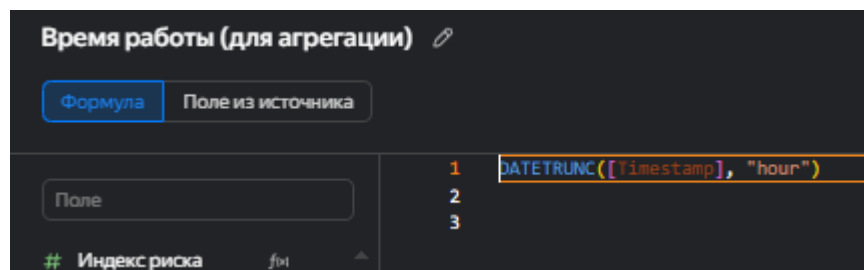 Время работы (для агрегации)
Формула Поле из источника
1 DATETRUNC([Timestamp], "hour")
2
Поле
3
# Индекс риска f(x)